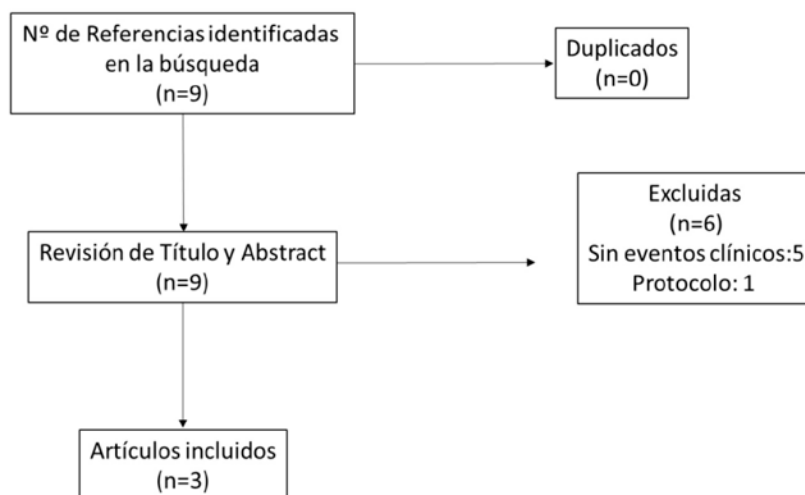 Nº de Referencias identificadas
en la búsqueda
(n=9)
Duplicados
(n=0)
Revisión de Título y Abstract
(n=9)
Excluidas
(n=6)
Sin eventos clínicos:5
Protocolo: 1
Artículos incluidos
(n=3)